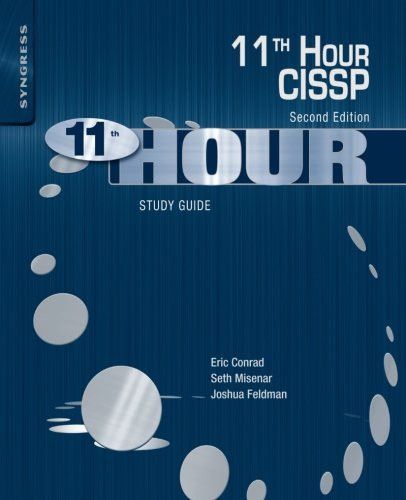 SYNGRESS
11TH HOUR
CISSP
Second Edition
11th HOUR
STUDY GUIDE
Eric Conrad
Seth Misenar
Joshua Feldman